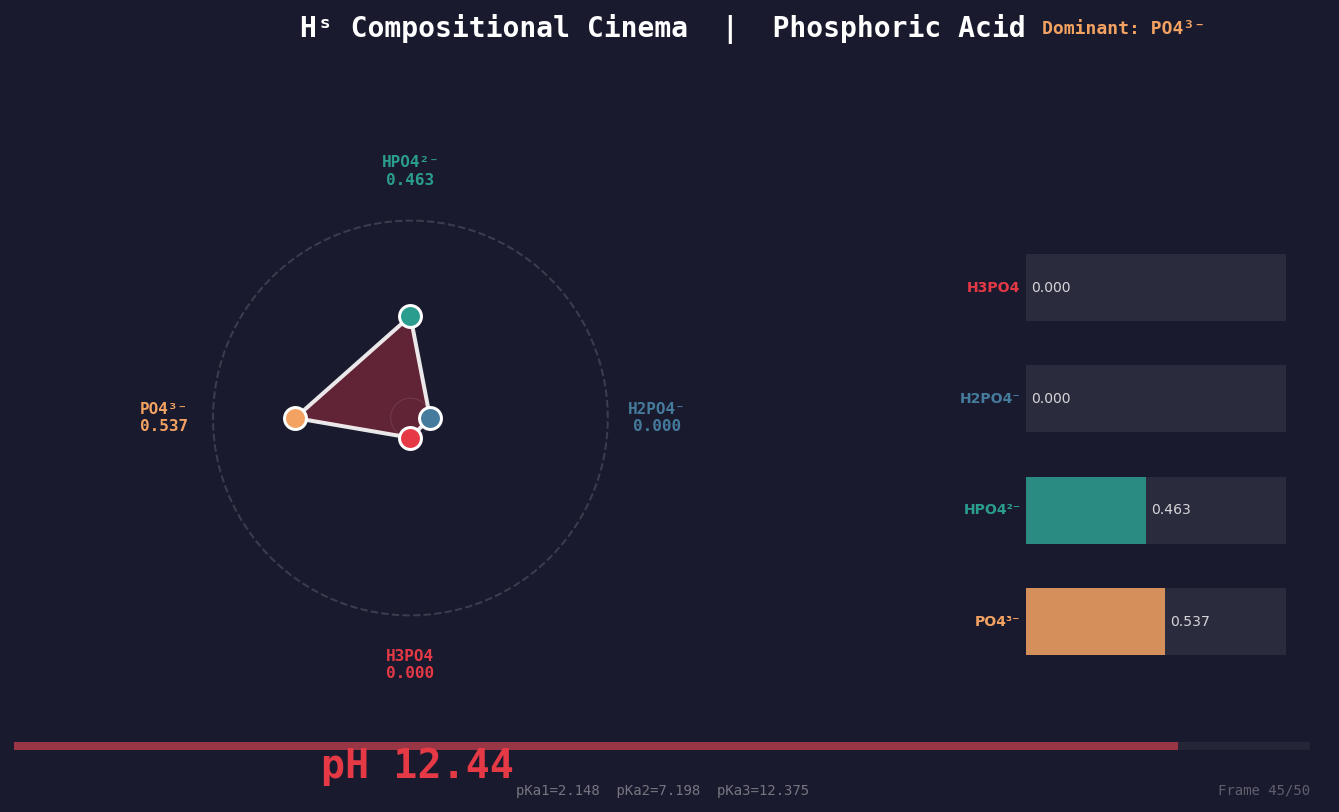 Hˢ Compositional Cinema | Phosphoric Acid
Dominant: PO4³⁻
HPO4²⁻
0.463
PO4³⁻
0.537
H2PO4⁻
0.000
H3PO4
0.000
H3PO4 0.000
H2PO4⁻ 0.000
HPO4²⁻ 0.463
PO4³⁻ 0.537
pH 12.44
pKa1=2.148 pKa2=7.198 pKa3=12.375
Frame 45/50